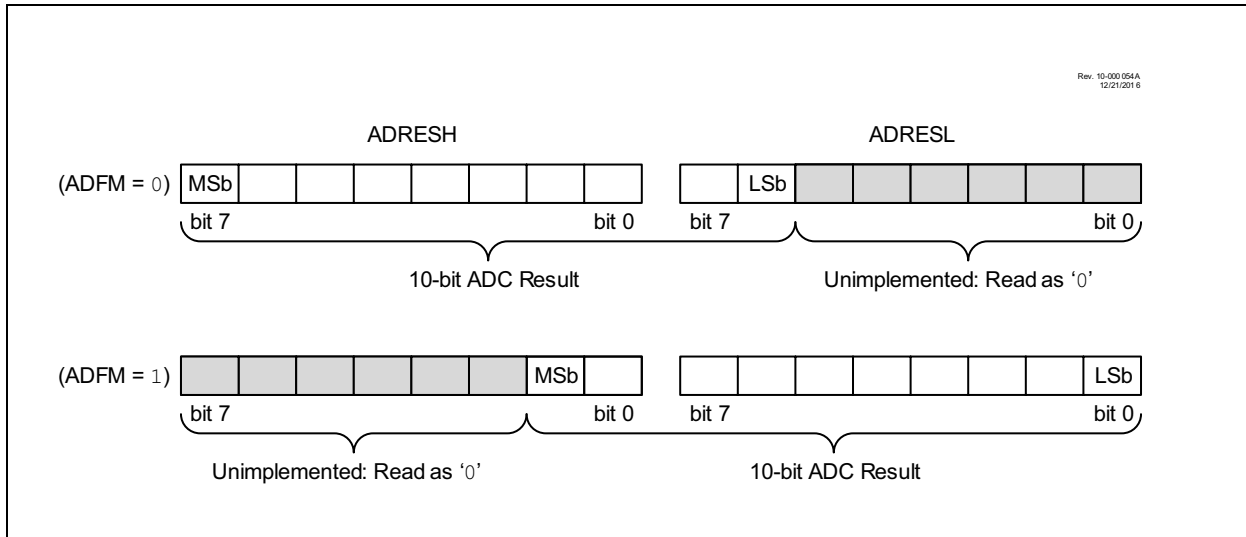 Rev. 10-000 054A
12/21/201 6
ADRESH ADRESL
(ADFM = 0) MSb LSb
bit 7 bit 0 bit 7 bit 0
10-bit ADC Result Unimplemented: Read as ‘0’
(ADFM = 1) MSb LSb
bit 7 bit 0 bit 7 bit 0
Unimplemented: Read as ‘0’ 10-bit ADC Result